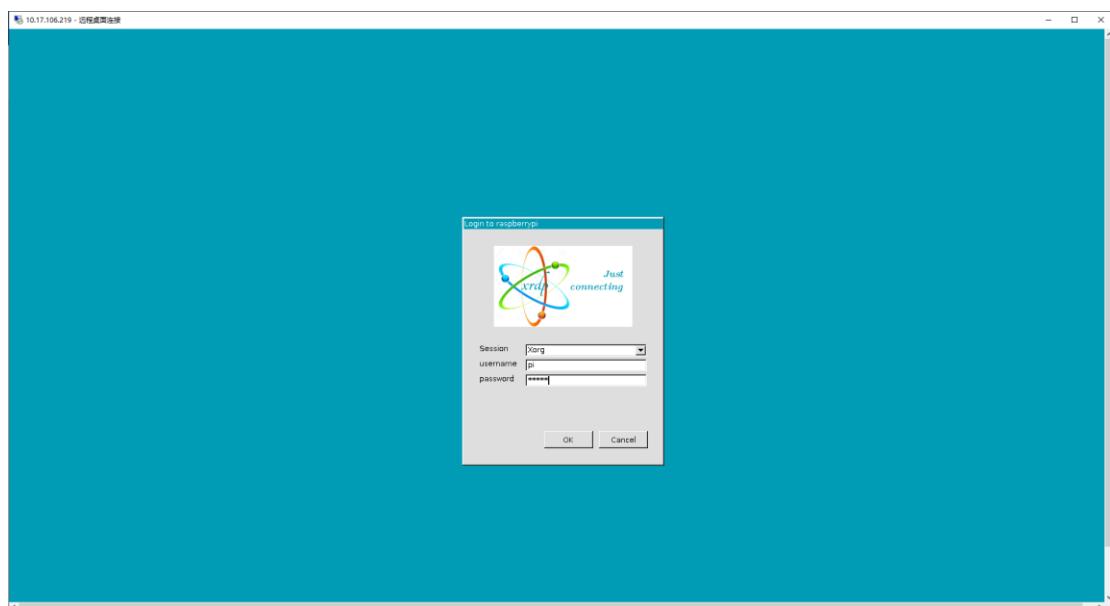 10.17.106.219 - 远程桌面连接
Login to raspberrypi
xrdp
Just
connecting
Session Xorg
username pi
password *****
OK Cancel